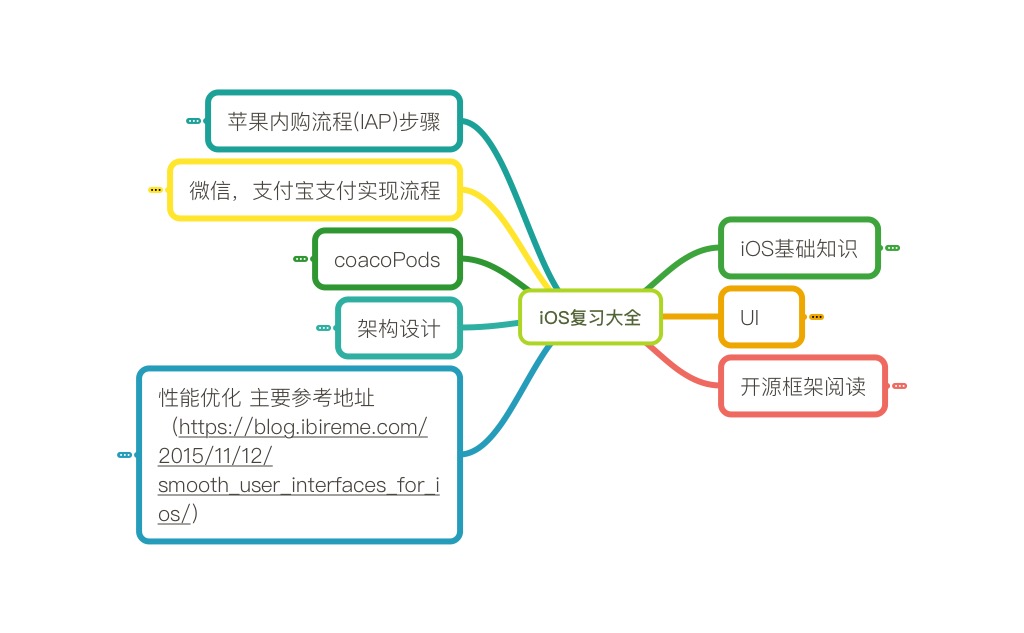 苹果内购流程(IAP)步骤
微信，支付宝支付实现流程
coacoPods
架构设计
性能优化 主要参考地址
（https://blog.ibireme.com/
2015/11/12/
smooth_user_interfaces_for_i
os/)
iOS复习大全
iOS基础知识
UI
开源框架阅读